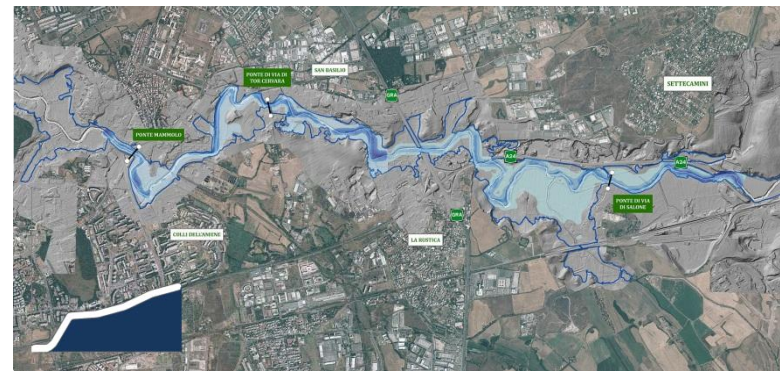 SAN BASILIO
PONTE DI VIA DI
TOR CERVARA
SETTECAMINI
GRA
PONTE MAMMOLO
A24
A24
PONTE DI VIA
DI SALONE
GRA
COLLI DELL'ANIENE
LA RUSTICA